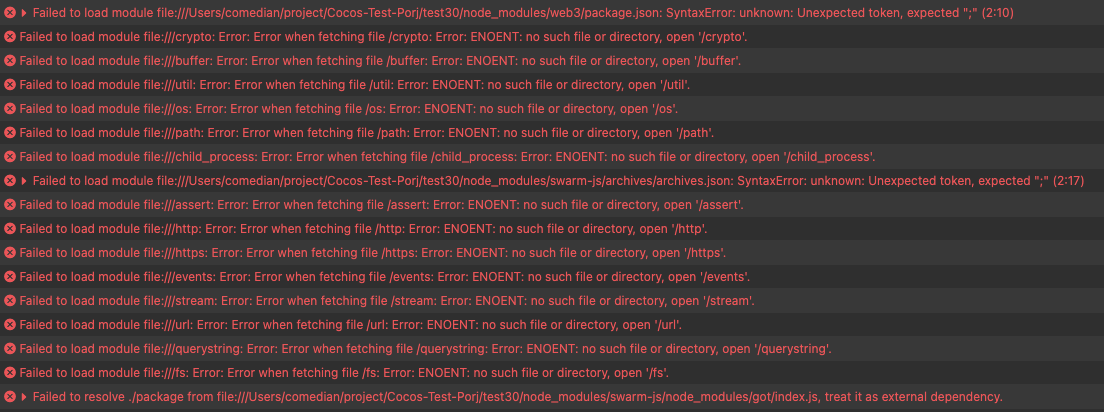 Failed to load module file:///Users/comedian/project/Cocos-Test-Porj/test30/node_modules/web3/package.json: SyntaxError: unknown: Unexpected token, expected ";" (2:10)
Failed to load module file:///crypto: Error: Error when fetching file /crypto: Error: ENOENT: no such file or directory, open '/crypto'.
Failed to load module file:///buffer: Error: Error when fetching file /buffer: Error: ENOENT: no such file or directory, open '/buffer'.
Failed to load module file:///util: Error: Error when fetching file /util: Error: ENOENT: no such file or directory, open '/util'.
Failed to load module file:///os: Error: Error when fetching file /os: Error: ENOENT: no such file or directory, open '/os'.
Failed to load module file:///path: Error: Error when fetching file /path: Error: ENOENT: no such file or directory, open '/path'.
Failed to load module file:///child_process: Error: Error when fetching file /child_process: Error: ENOENT: no such file or directory, open '/child_process'.
Failed to load module file:///Users/comedian/project/Cocos-Test-Porj/test30/node_modules/swarm-js/archives/archives.json: SyntaxError: unknown: Unexpected token, expected ";" (2:17)
Failed to load module file:///assert: Error: Error when fetching file /assert: Error: ENOENT: no such file or directory, open '/assert'.
Failed to load module file:///http: Error: Error when fetching file /http: Error: ENOENT: no such file or directory, open '/http'.
Failed to load module file:///https: Error: Error when fetching file /https: Error: ENOENT: no such file or directory, open '/https'.
Failed to load module file:///events: Error: Error when fetching file /events: Error: ENOENT: no such file or directory, open '/events'.
Failed to load module file:///stream: Error: Error when fetching file /stream: Error: ENOENT: no such file or directory, open '/stream'.
Failed to load module file:///url: Error: Error when fetching file /url: Error: ENOENT: no such file or directory, open '/url'.
Failed to load module file:///querystring: Error: Error when fetching file /querystring: Error: ENOENT: no such file or directory, open '/querystring'.
Failed to load module file:///fs: Error: Error when fetching file /fs: Error: ENOENT: no such file or directory, open '/fs'.
Failed to resolve ./package from file:///Users/comedian/project/Cocos-Test-Porj/test30/node_modules/swarm-js/node_modules/got/index.js, treat it as external dependency.